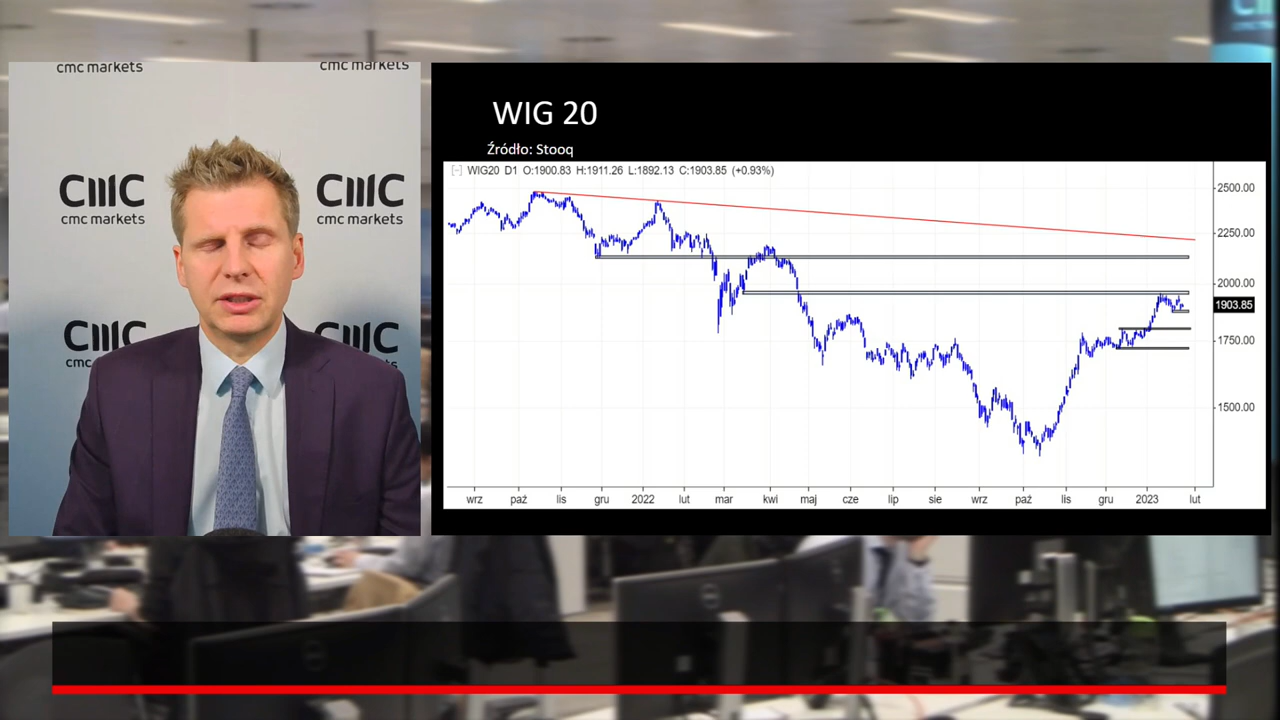 cmc markets
cmc markets
CMC
cmc markets
CMC
cmc markets
CMC
cmc
CMC
WIG 20
Źródło: Stooq
WIG20 D1 O:1900.83 H:1911.26 L:1892.13 C:1903.85 (+0.93%)
2500.00
2250.00
2000.00
1903.85
1750.00
1500.00
wrz paź lis gru 2022 lut mar kwi maj cze lip sie wrz paź lis gru 2023 lut